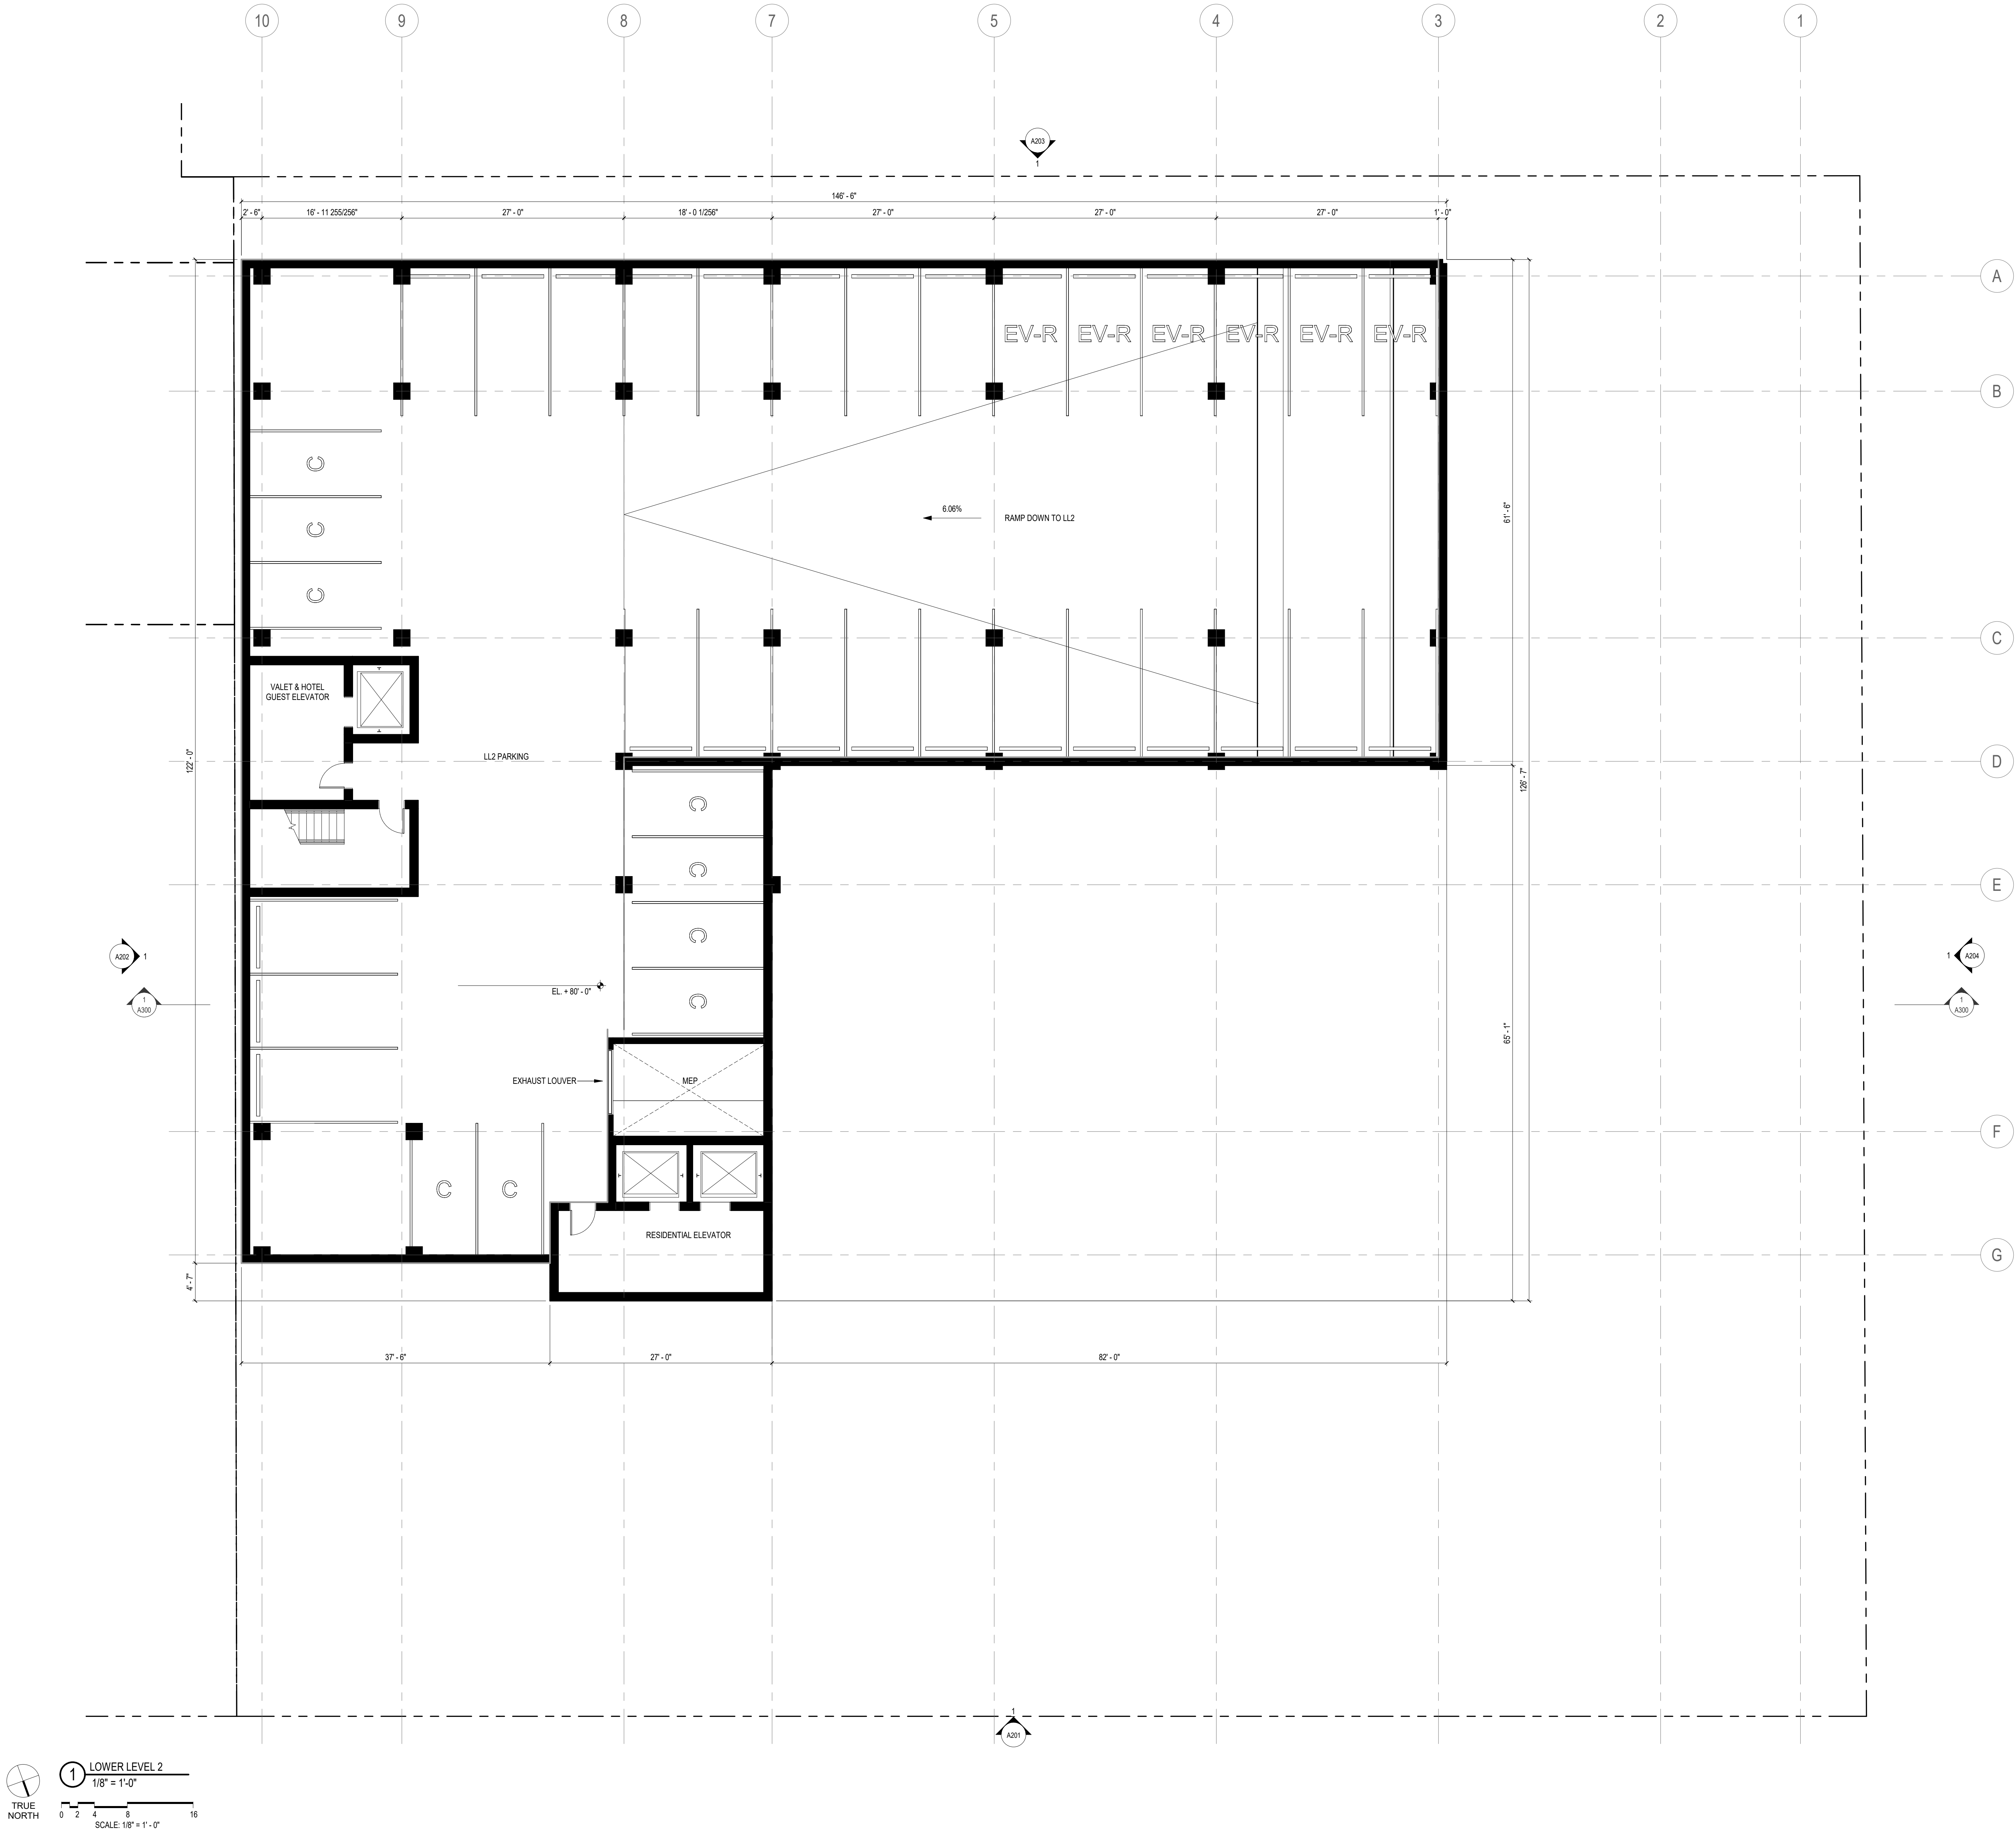 10 9 8 7 5 4 3 2 1
A203
1
146' - 6"
2' - 6" 16' - 11 255/256" 27' - 0" 18' - 0 1/256" 27' - 0" 27' - 0" 27' - 0" 1' - 0"
A
EV-R EV-R EV-R EV-R EV-R EV-R
B
C
6.06%
RAMP DOWN TO LL2
61' - 6"
C
C
C
VALET & HOTEL
GUEST ELEVATOR
LL2 PARKING
122' - 0"
D
126' - 7"
C
C
E
C
A202 1
1 A204
EL. + 80' - 0"
C
1
A300
1
A300
65' - 1"
EXHAUST LOUVER
MEP
F
C C
RESIDENTIAL ELEVATOR
G
4' - 7"
37' - 6" 27' - 0" 82' - 0"
1
A201
1
LOWER LEVEL 2
1/8" = 1'-0"
TRUE
NORTH
0 2 4 8 16
SCALE: 1/8" = 1' - 0"